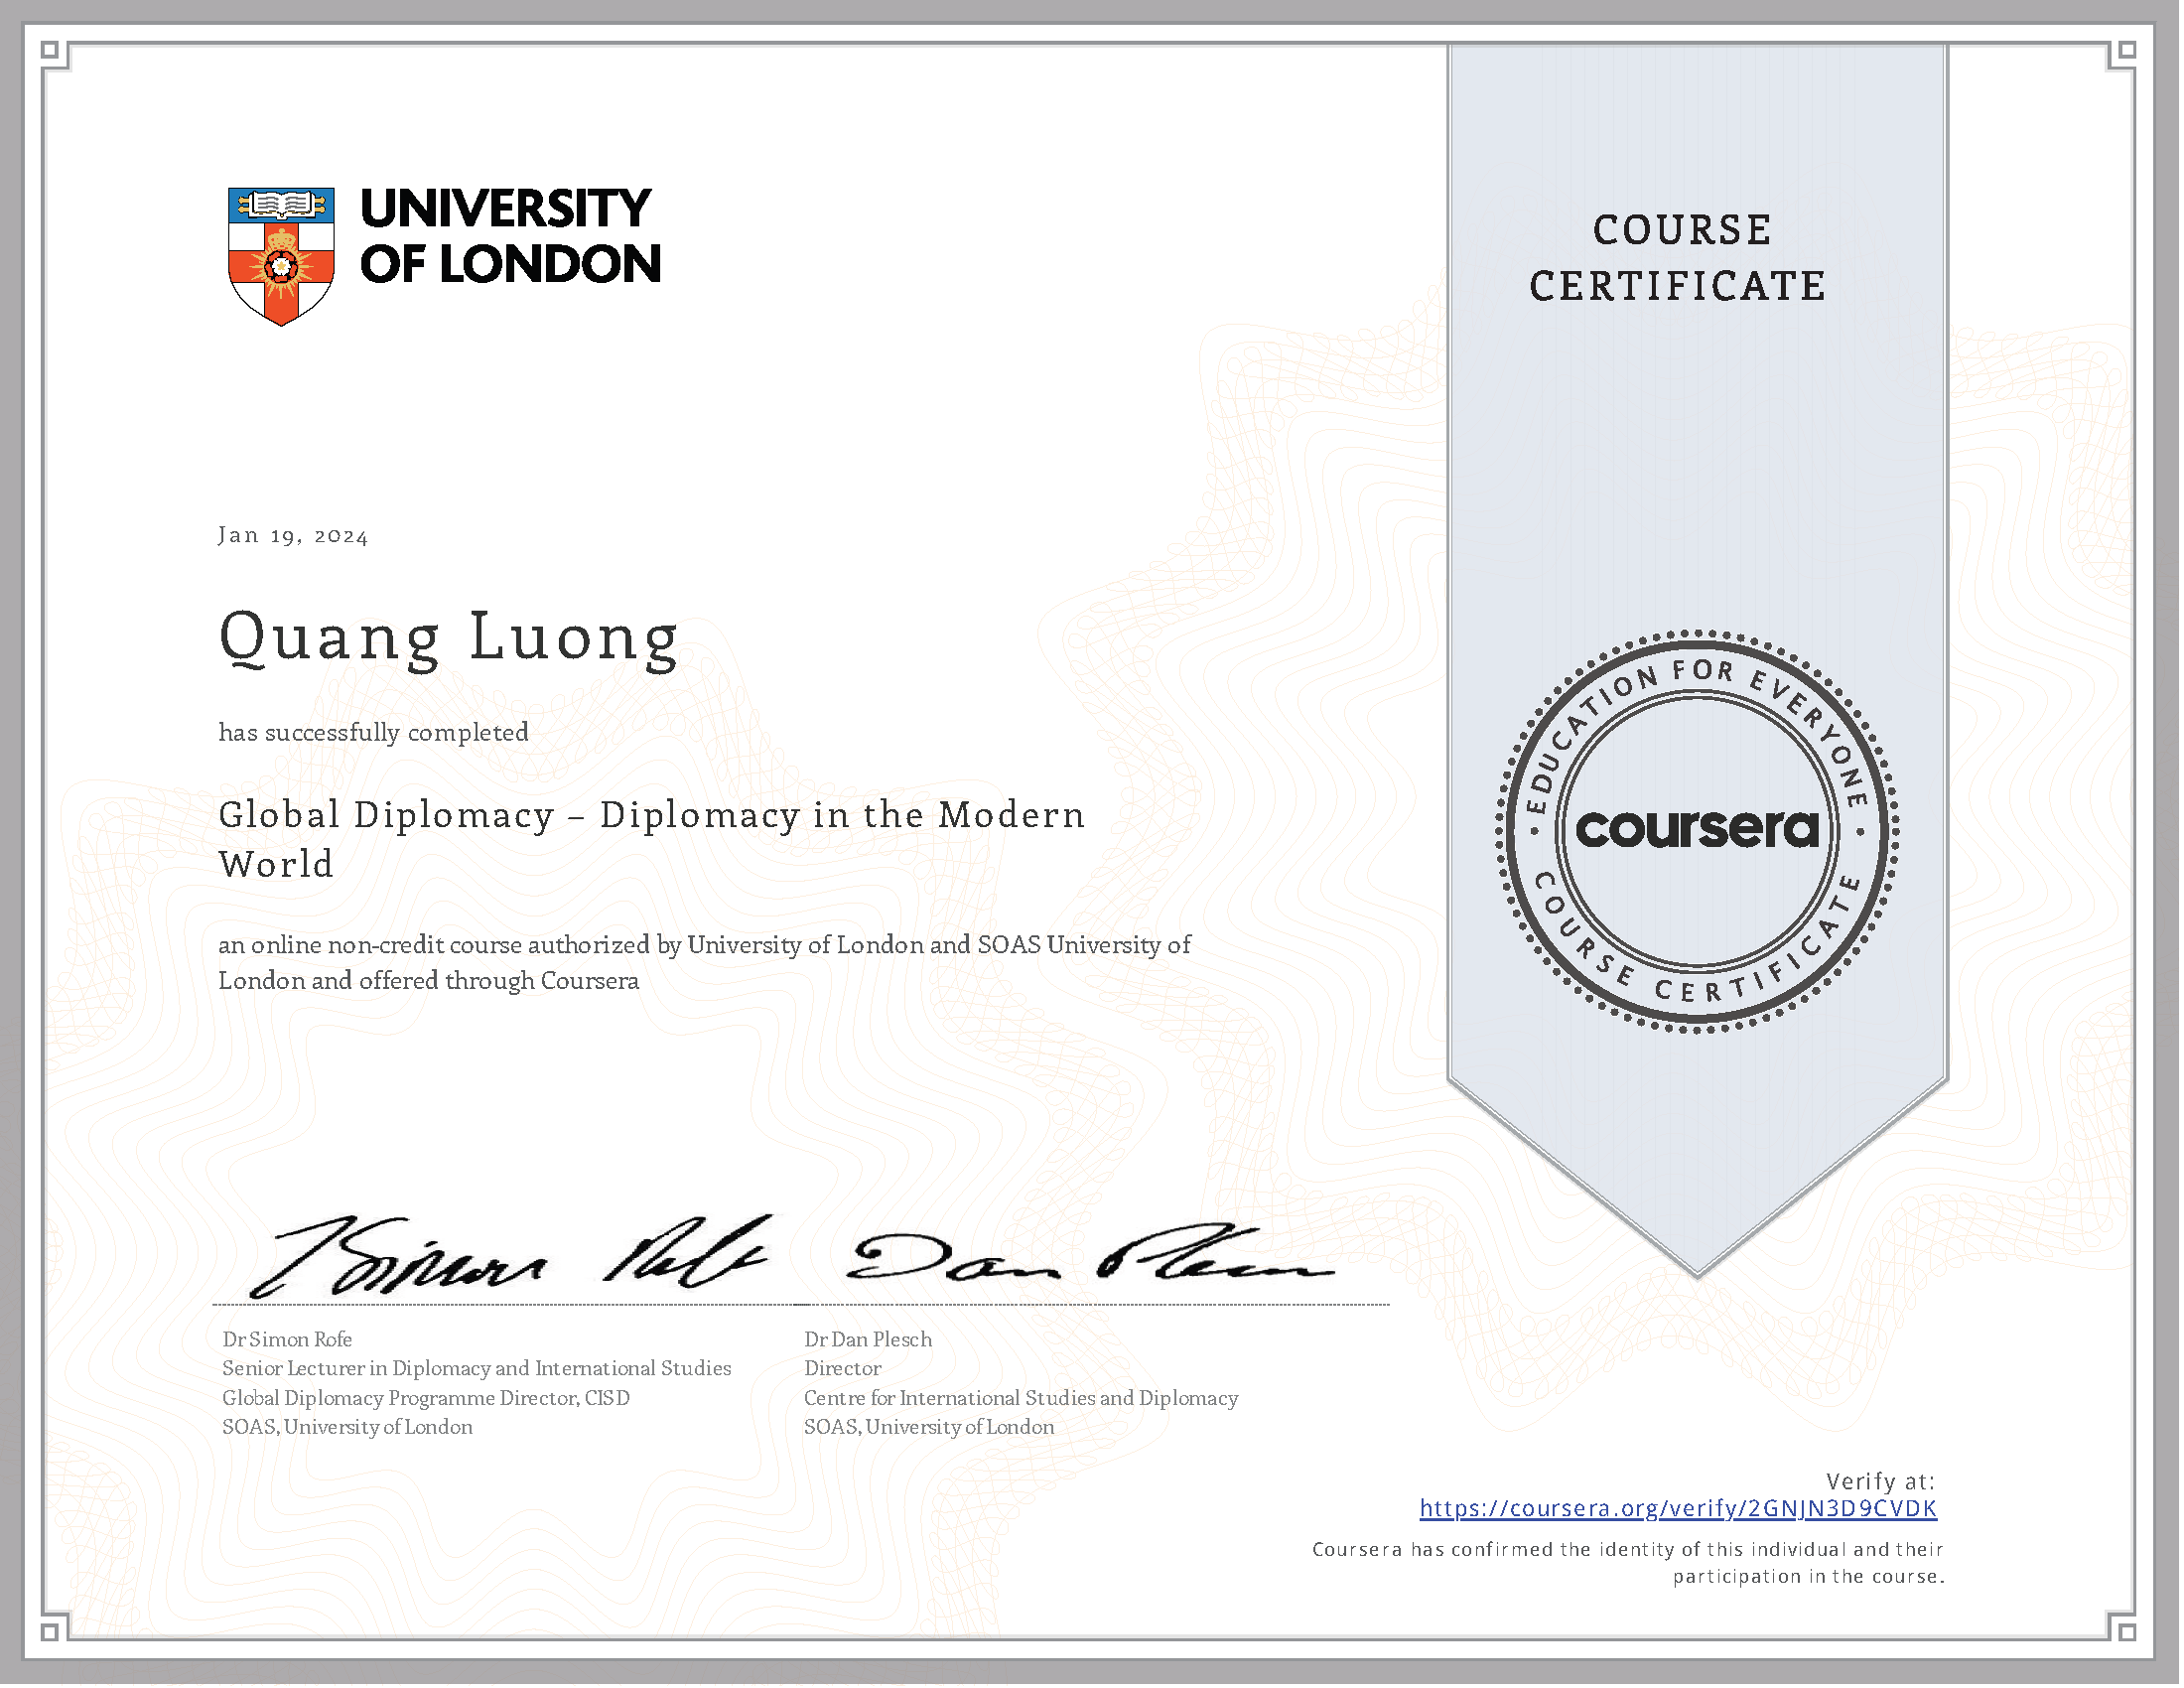 UNIVERSITY
OF LONDON
COURSE
CERTIFICATE
Jan 19, 2024
Quang Luong
has successfully completed
Global Diplomacy – Diplomacy in the Modern
World
an online non-credit course authorized by University of London and SOAS University of
London and offered through Coursera
EDUCATION FOR EVERYONE
coursera
COURSE CERTIFICATE
Simon Rofe
Dan Plesch
Dr Simon Rofe
Senior Lecturer in Diplomacy and International Studies
Global Diplomacy Programme Director, CISD
SOAS, University of London
Dr Dan Plesch
Director
Centre for International Studies and Diplomacy
SOAS, University of London
Verify at:
https://coursera.org/verify/2GNJN3D9CVDK
Coursera has confirmed the identity of this individual and their
participation in the course.